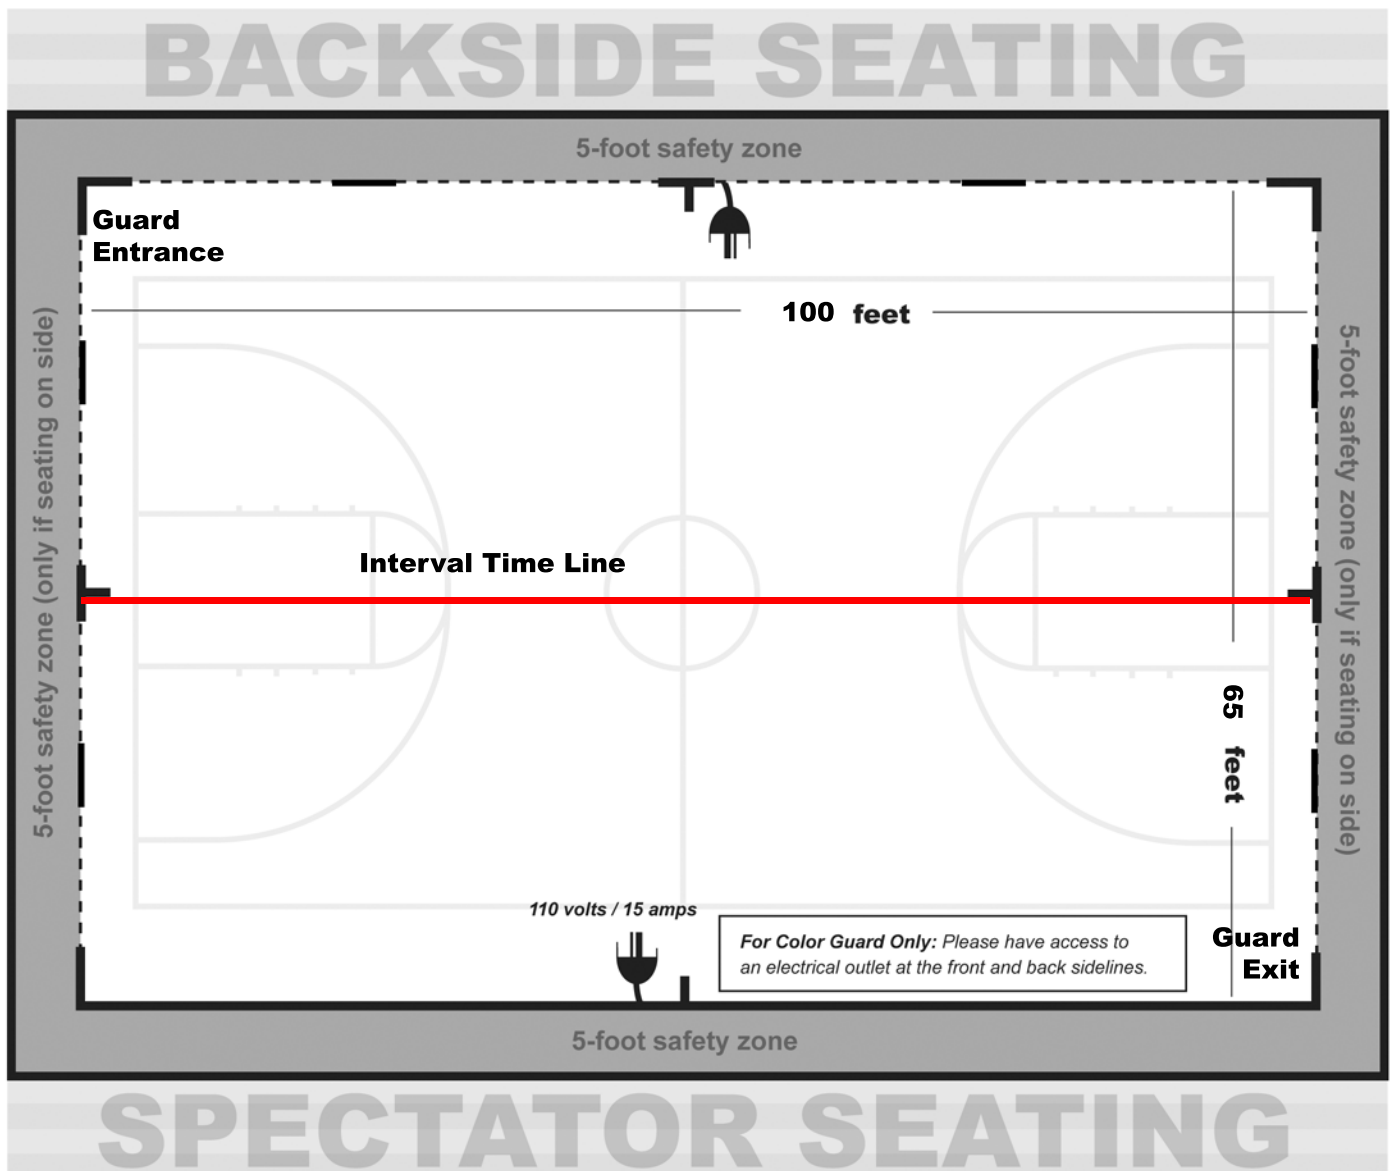 BACKSIDE SEATING
5-foot safety zone
Guard
Entrance
100 feet
5-foot safety zone (only if seating on side)
5-foot safety zone (only if seating on side)
Interval Time Line
65 feet
110 volts / 15 amps
For Color Guard Only: Please have access to
an electrical outlet at the front and back sidelines.
Guard
Exit
5-foot safety zone
SPECTATOR SEATING